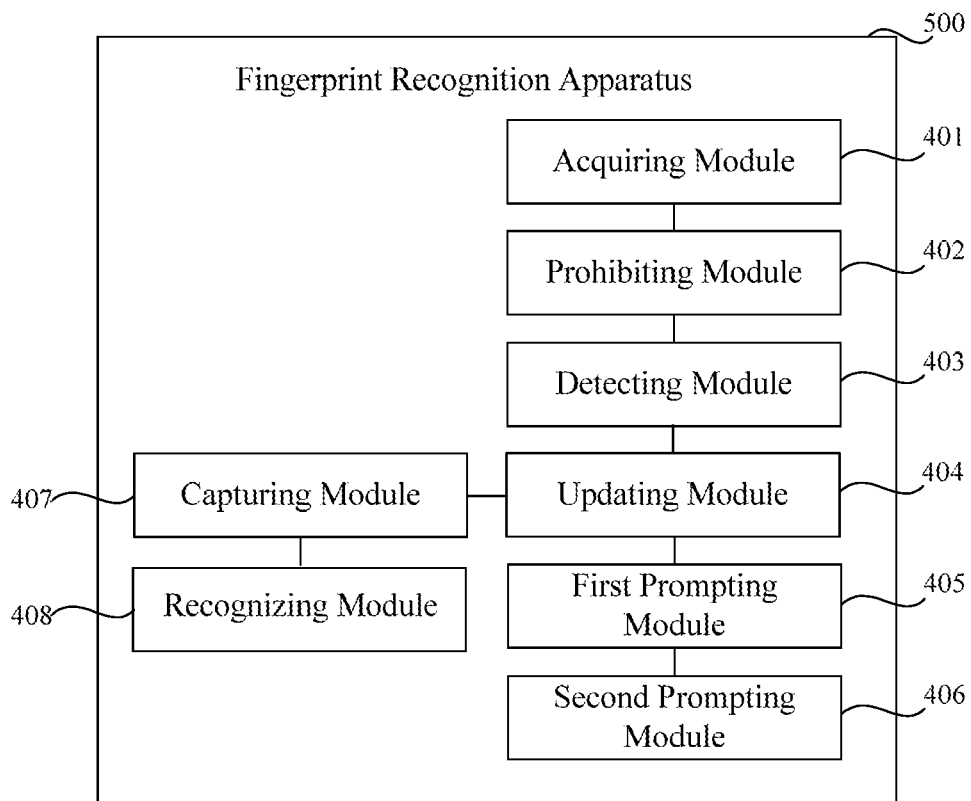 500
Fingerprint Recognition Apparatus
401
Acquiring Module
402
Prohibiting Module
403
Detecting Module
407
Capturing Module
Updating Module
404
408
Recognizing Module
First Prompting
Module
405
Second Prompting
Module
406